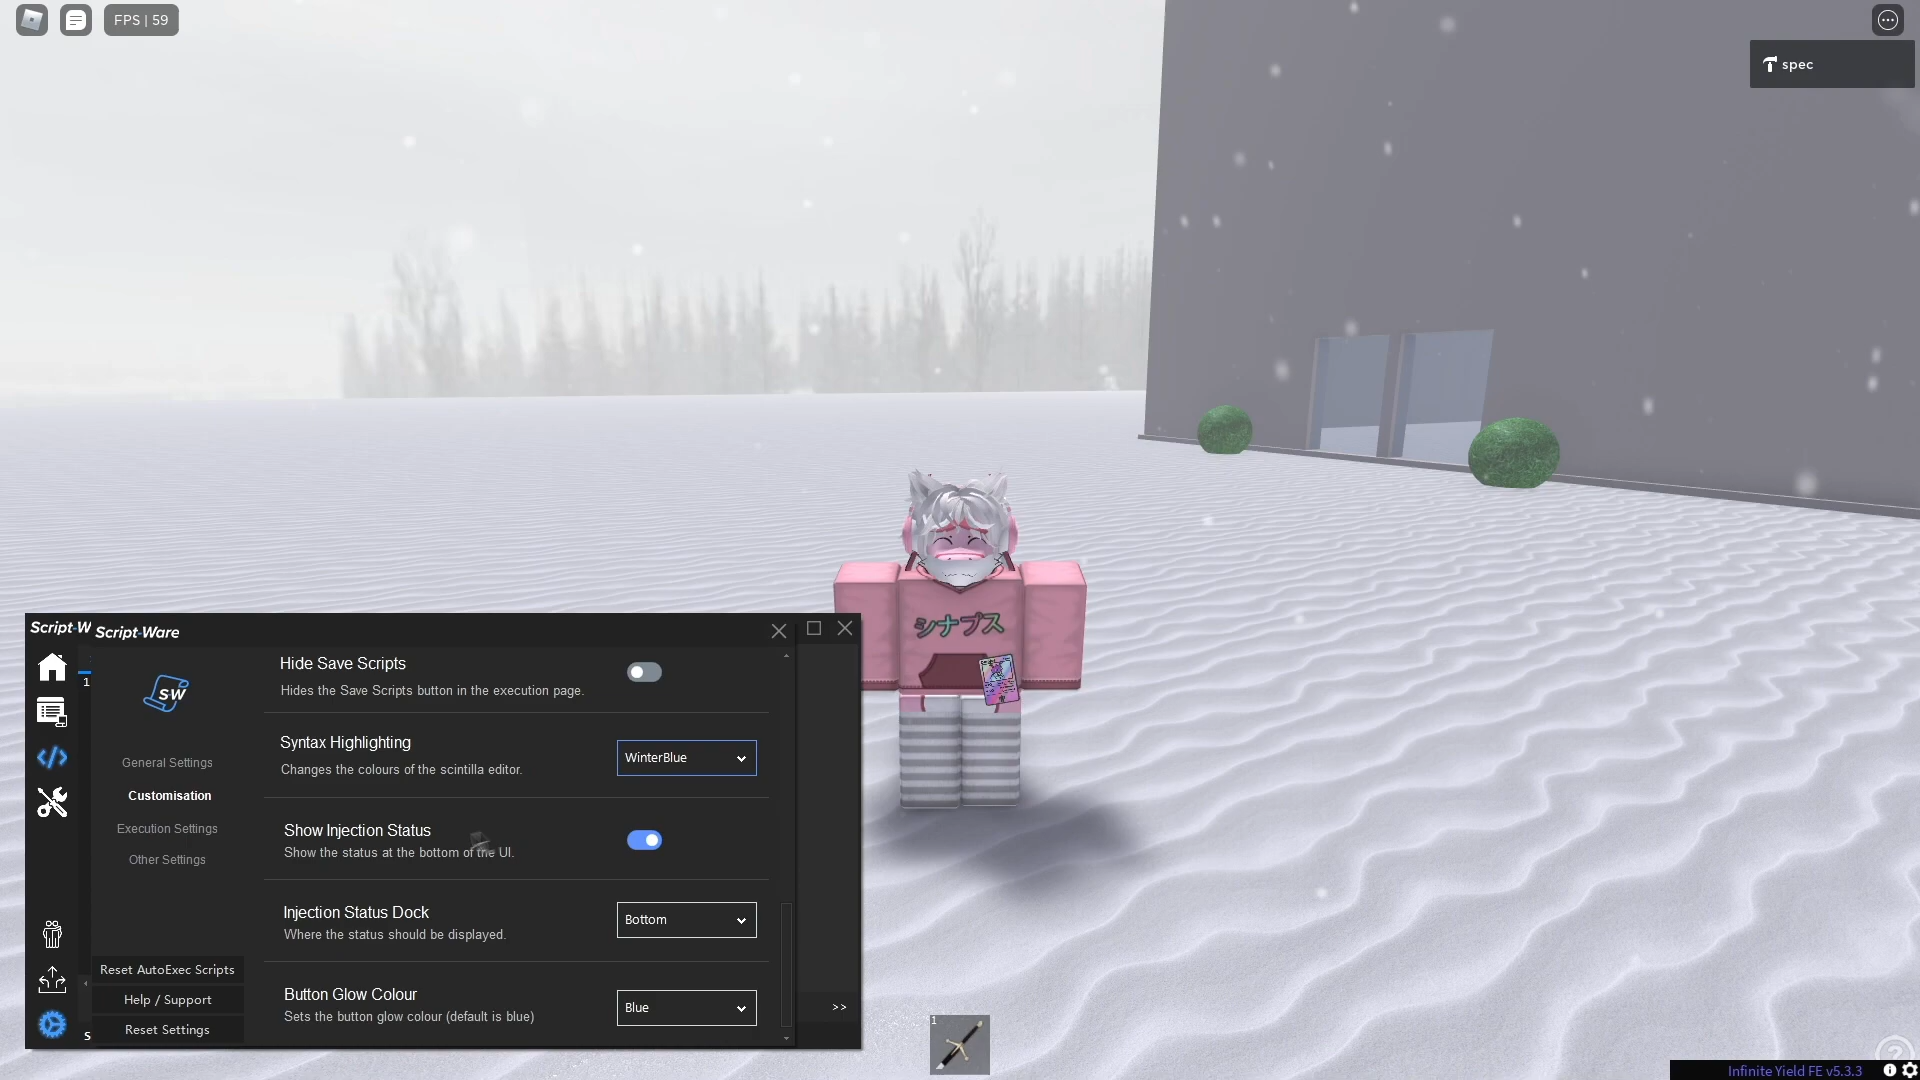 FPS | 59
spec
シナプス
Script-W
Script-Ware
SW
1
General Settings
Customisation
Execution Settings
Other Settings
Reset AutoExec Scripts
Help / Support
Reset Settings
S
Hide Save Scripts
Hides the Save Scripts button in the execution page.
Syntax Highlighting
Changes the colours of the scintilla editor.
WinterBlue
Show Injection Status
Show the status at the bottom of the UI.
Injection Status Dock
Where the status should be displayed.
Bottom
Button Glow Colour
Sets the button glow colour (default is blue)
Blue
>>
1
Infinite Yield FE v5.3.3